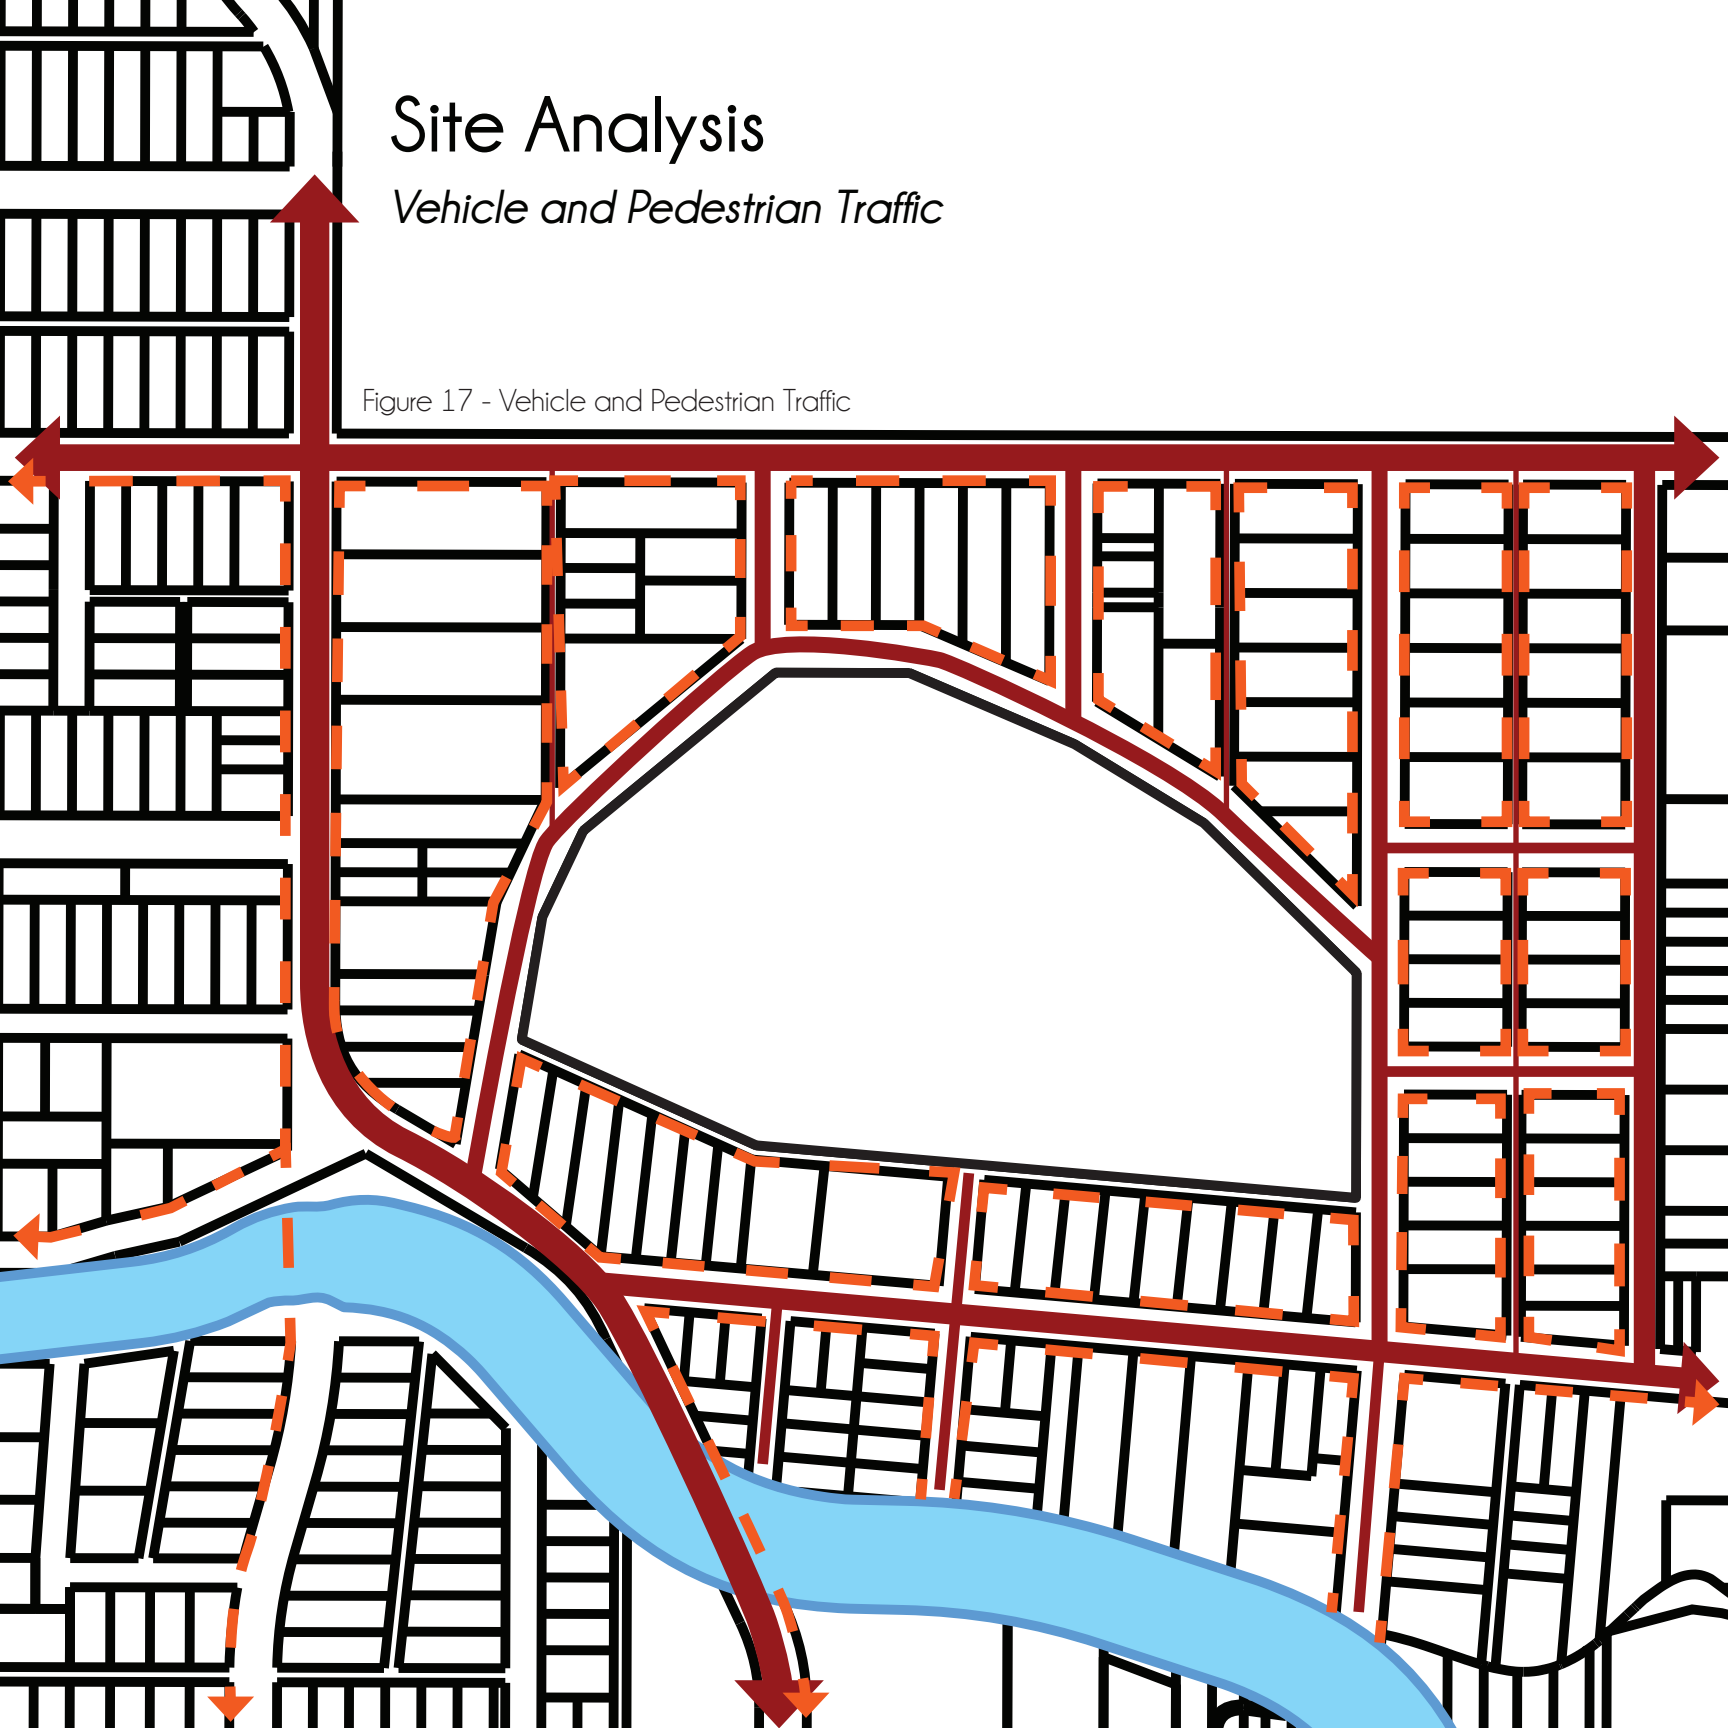 Site Analysis
Vehicle and Pedestrian Traffic
Figure 17 - Vehicle and Pedestrian Traffic